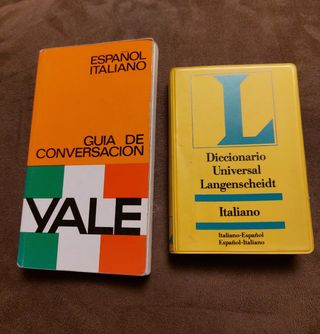 ESPAÑOL
ITALIANO
GUIA DE
CONVERSACION
YALE
L
Diccionario
Universal
Langenscheidt
Italiano
Italiano-Español
Español-Italiano